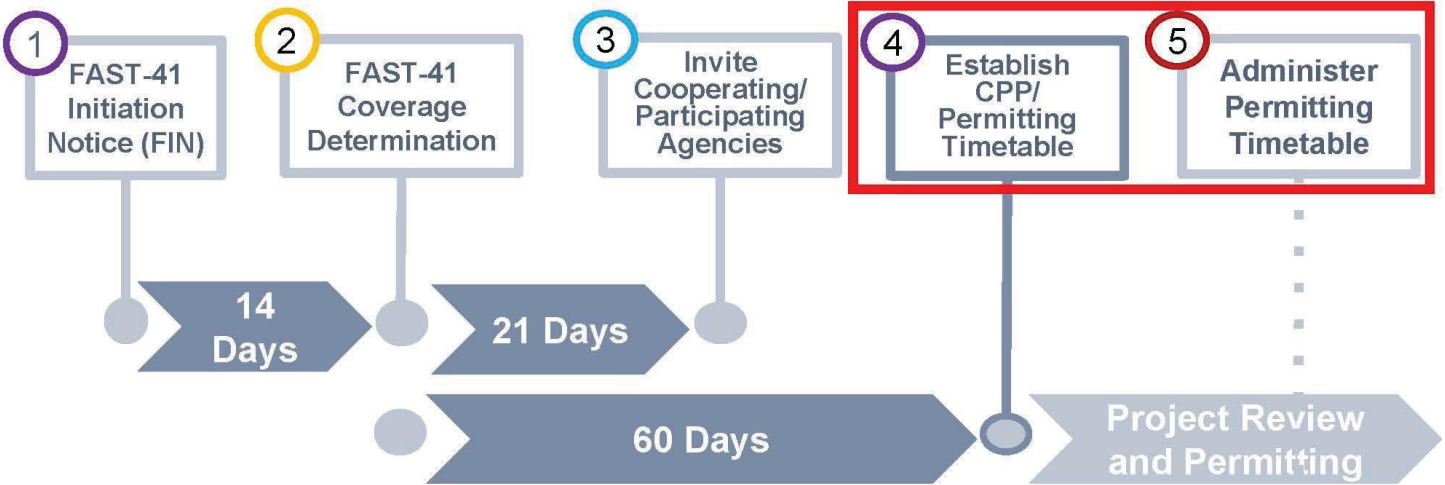 1
FAST-41
Initiation
Notice (FIN)
2
FAST-41
Coverage
Determination
3
Invite
Cooperating/
Participating
Agencies
4
Establish
CPP/
Permitting
Timetable
5
Administer
Permitting
Timetable
14
Days
21 Days
60 Days
Project Review
and Permitting